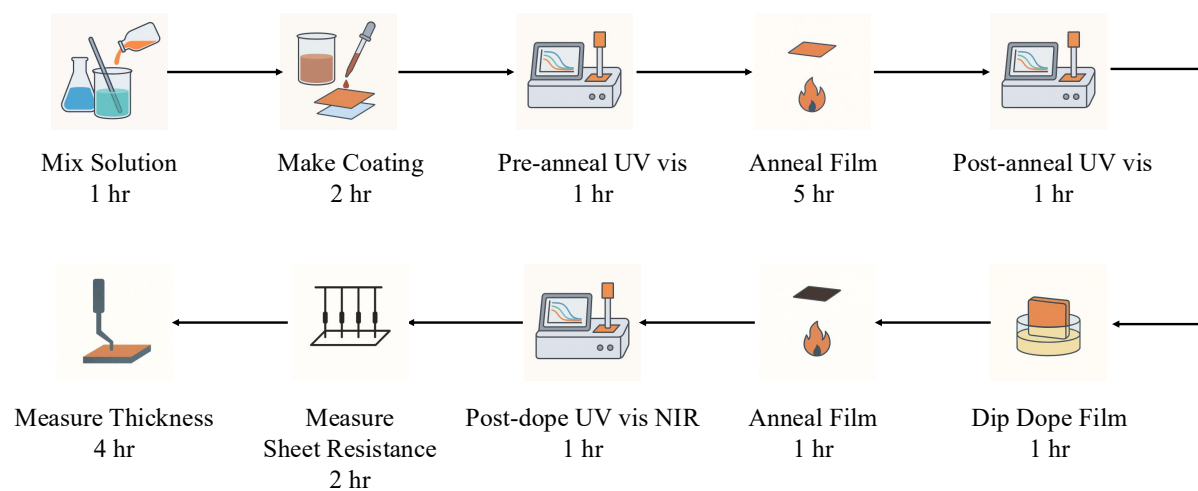 Mix Solution
1 hr
Make Coating
2 hr
Pre-anneal UV vis
1 hr
Anneal Film
5 hr
Post-anneal UV vis
1 hr
Dip Dope Film
1 hr
Anneal Film
1 hr
Post-dope UV vis NIR
1 hr
Measure
Sheet Resistance
2 hr
Measure Thickness
4 hr